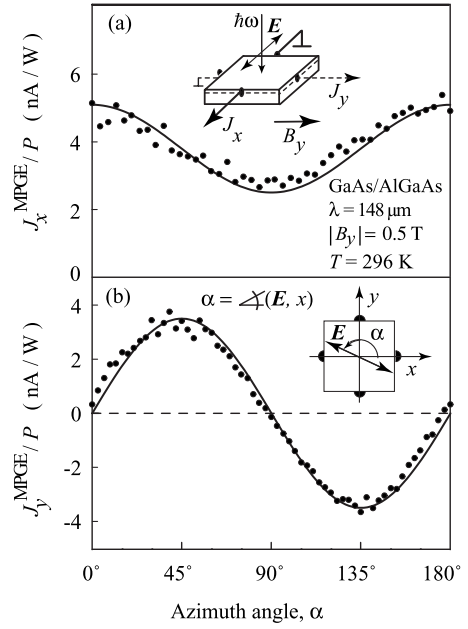 (a)
ħω
E
J_x
B_y
J_y
6
4
2
0
J_x^MPGE/P ( nA / W )
GaAs/AlGaAs
λ = 148 μm
|B_y| = 0.5 T
T = 296 K
(b)
α = ∡(E, x)
y
E
α
x
4
2
0
-2
-4
J_y^MPGE/P ( nA / W )
0° 45° 90° 135° 180°
Azimuth angle, α